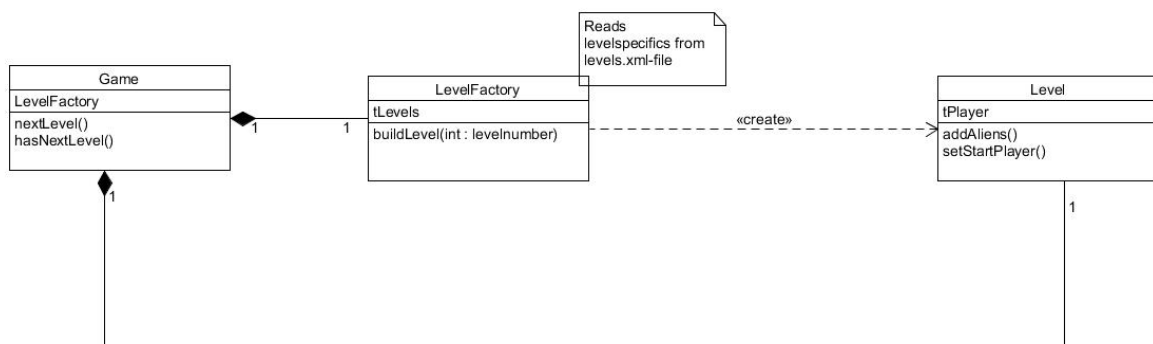 Reads
levelspecifics from
levels.xml-file
Game
LevelFactory
nextLevel()
hasNextLevel()
1
1
1
LevelFactory
tLevels
buildLevel(int : levelnumber)
«create»
Level
tPlayer
addAliens()
setStartPlayer()
1